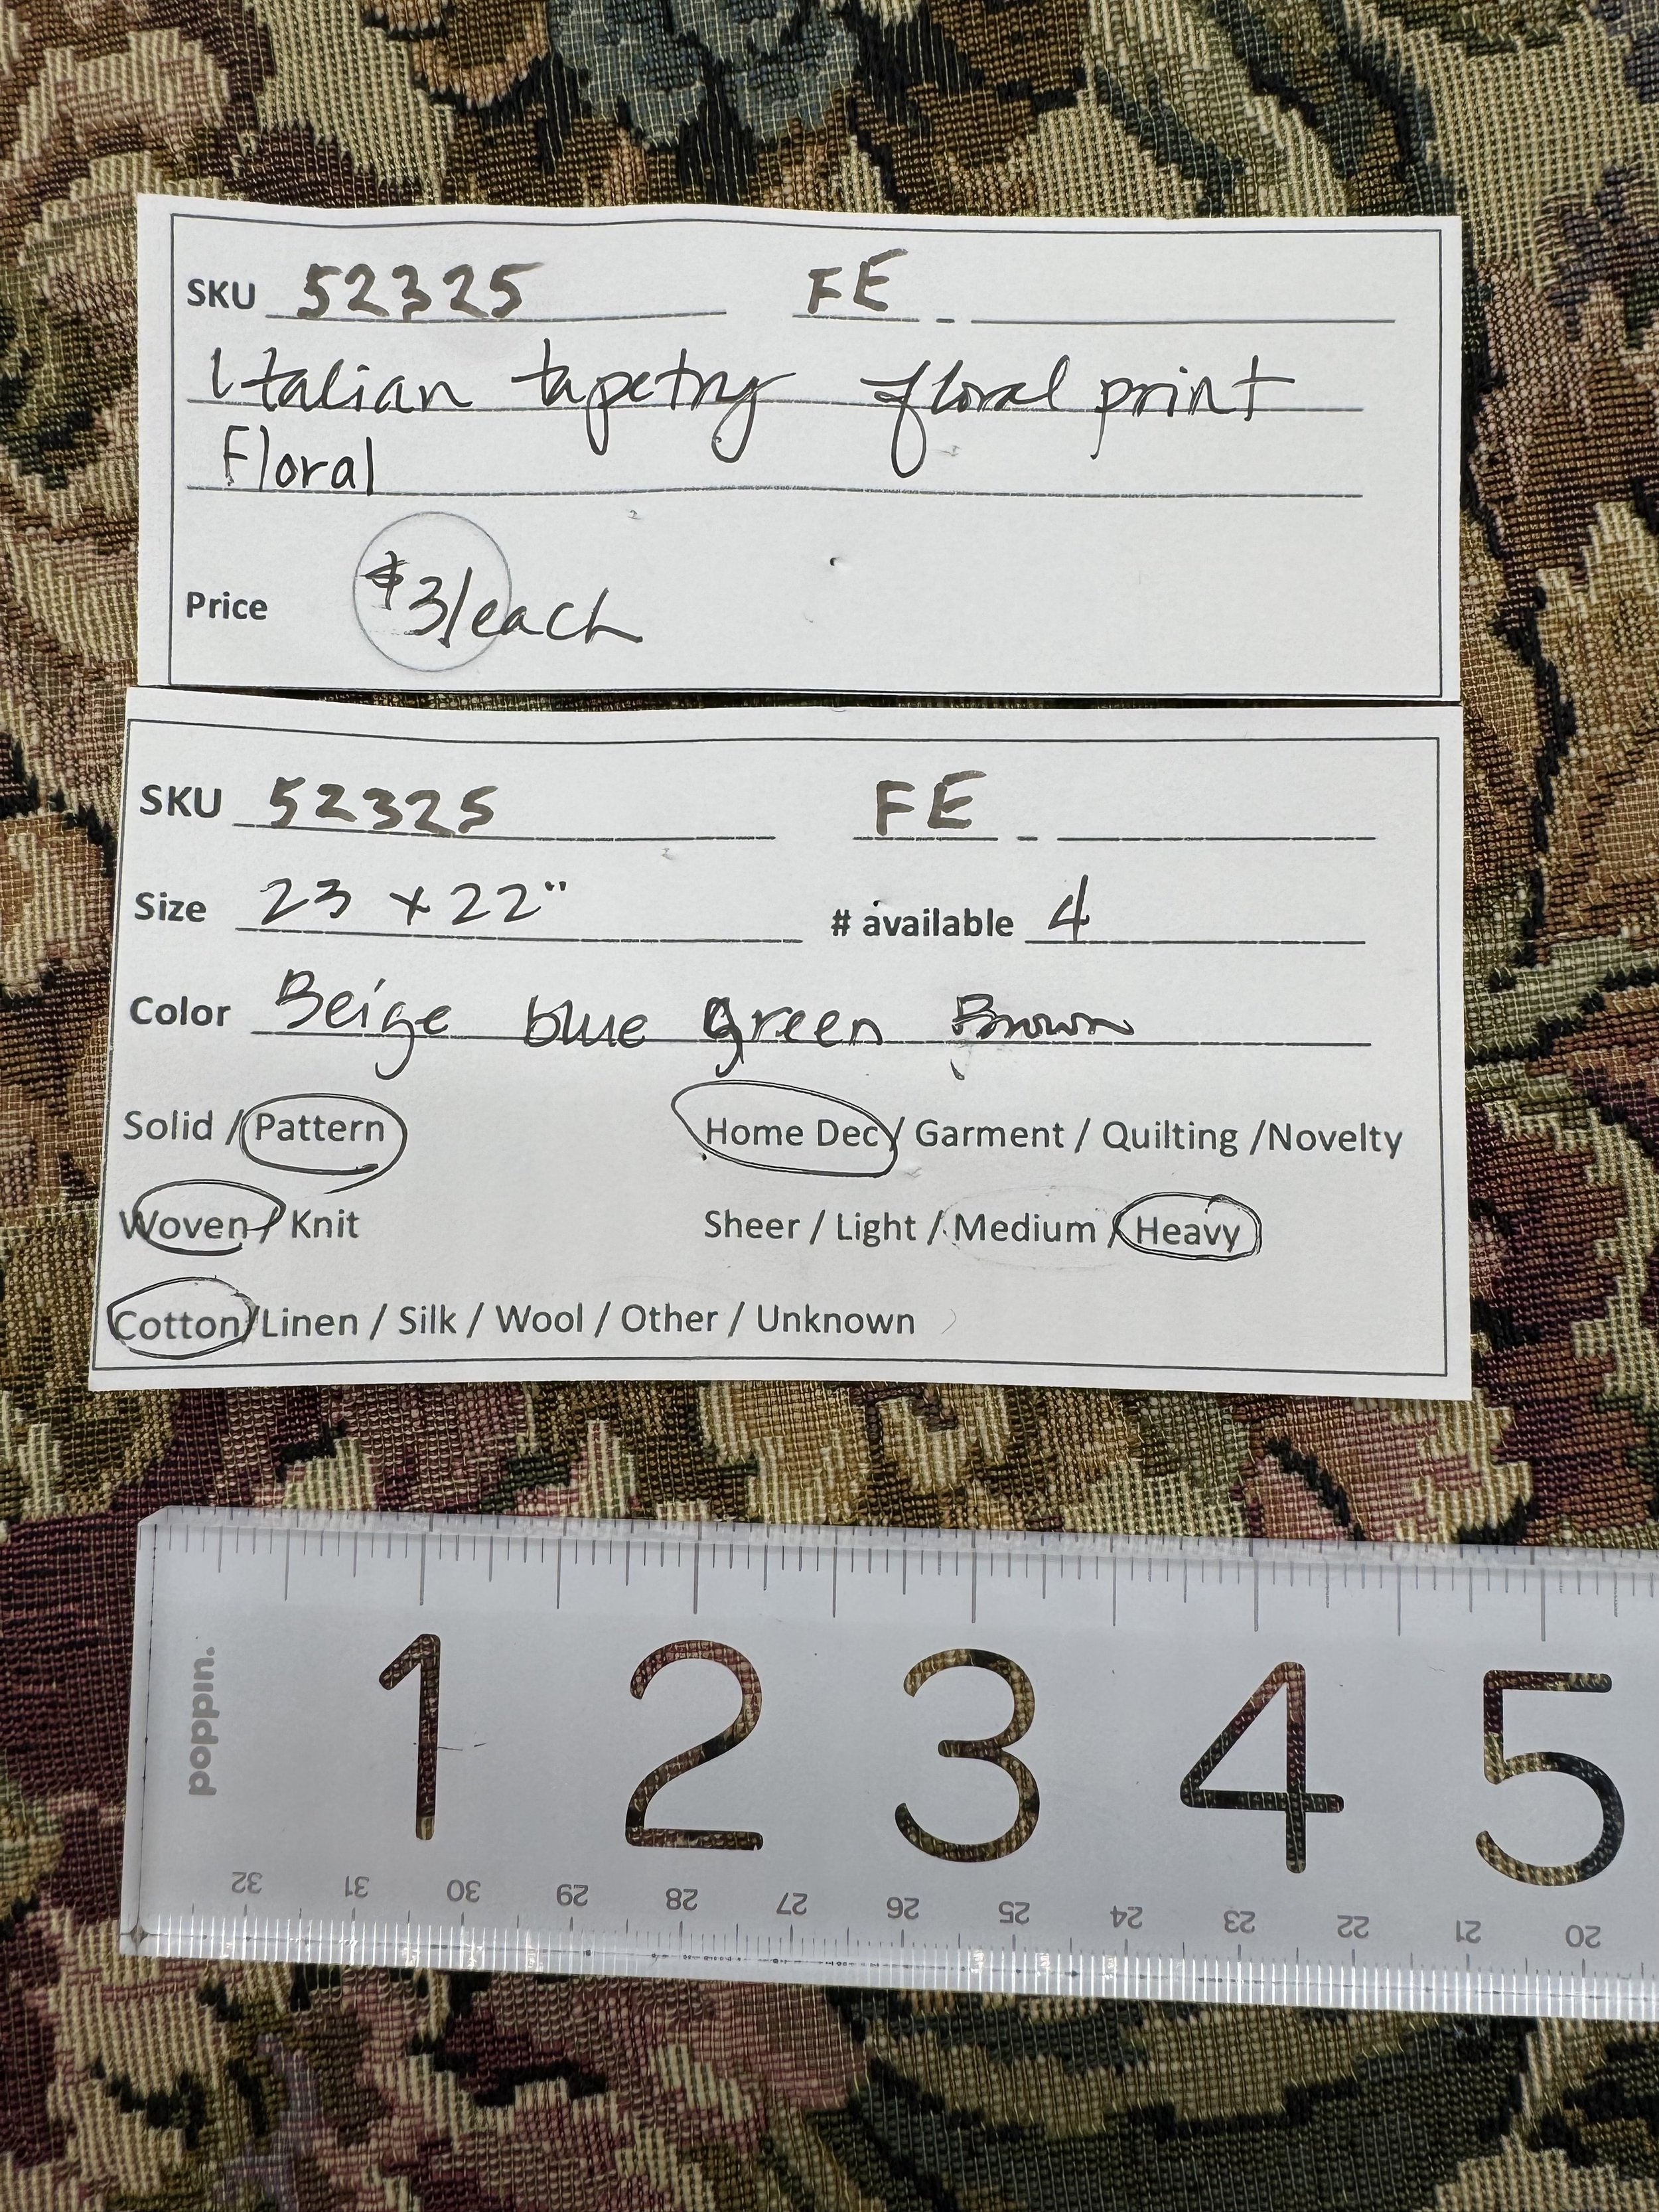 SKU 52325 FE -
Italian tapetry floral print
Floral
Price $3/each
SKU 52325 FE -
Size 23 x 22" # available 4
Color Beige blue green Brown
Solid / Pattern Home Dec / Garment / Quilting /Novelty
Woven / Knit Sheer / Light / Medium / Heavy
Cotton/Linen / Silk / Wool / Other / Unknown
poppin.
1 2 3 4 5
32 31 30 29 28 27 26 25 24 23 22 21 20